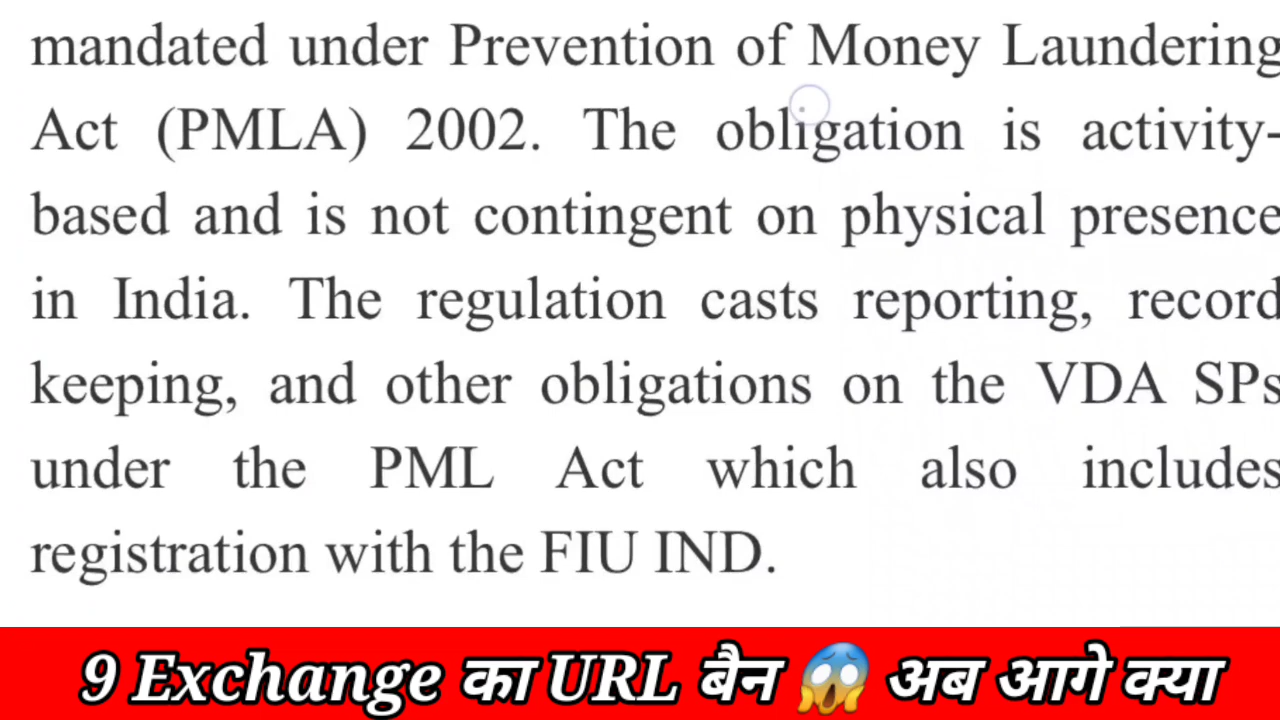 mandated under Prevention of Money Laundering
Act (PMLA) 2002. The obligation is activity-
based and is not contingent on physical presence
in India. The regulation casts reporting, record
keeping, and other obligations on the VDA SPs
under the PML Act which also includes
registration with the FIU IND.
9 Exchange का URL बैन 😱 अब आगे क्या